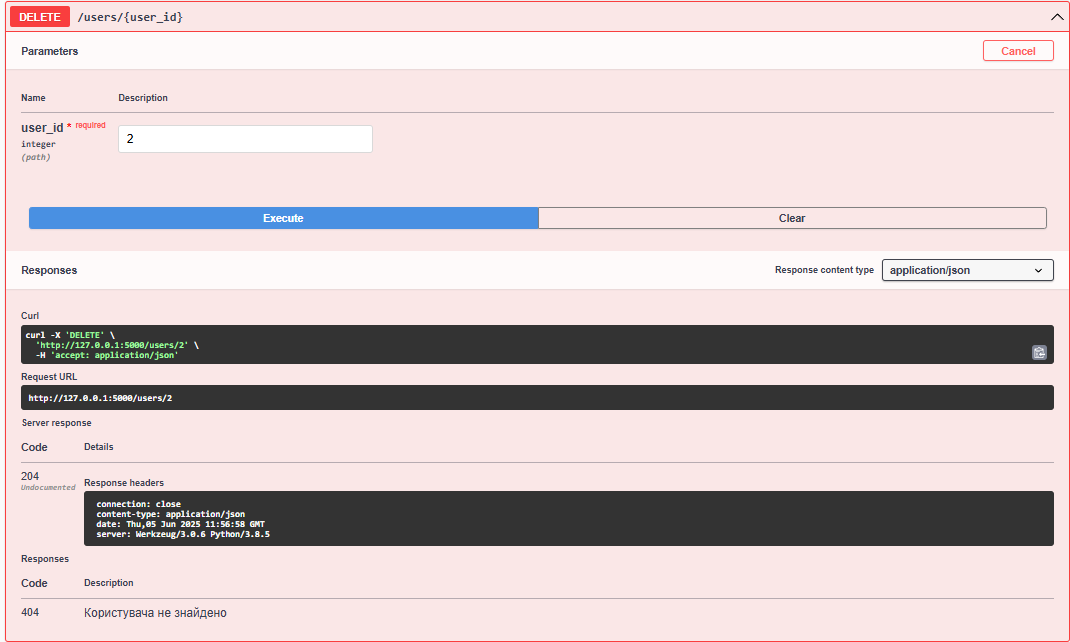 DELETE /users/{user_id}
Parameters Cancel
Name Description
user_id * required 2
integer
(path)
Execute Clear
Responses Response content type application/json
Curl
curl -X 'DELETE' \
'http://127.0.0.1:5000/users/2' \
-H 'accept: application/json'
Request URL
http://127.0.0.1:5000/users/2
Server response
Code Details
204 Response headers
Undocumented
connection: close
content-type: application/json
date: Thu,05 Jun 2025 11:56:58 GMT
server: Werkzeug/3.0.6 Python/3.8.5
Responses
Code Description
404 Користувача не знайдено